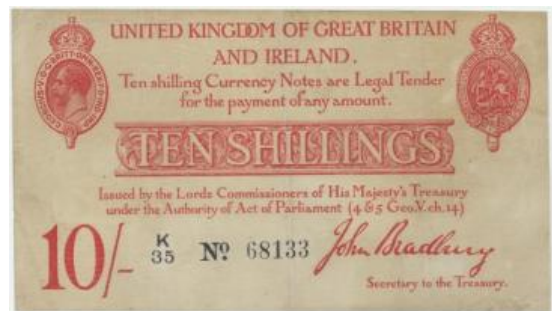 UNITED KINGDOM OF GREAT BRITAIN
AND IRELAND.
Ten shilling Currency Notes are Legal Tender
for the payment of any amount.
TEN SHILLINGS
Issued by the Lords Commissioners of His Majesty's Treasury
under the Authority of Act of Parliament (4 & 5 Geo.V.ch.14)
10/- K
35 Nº 68133 John Bradbury
Secretary to the Treasury.